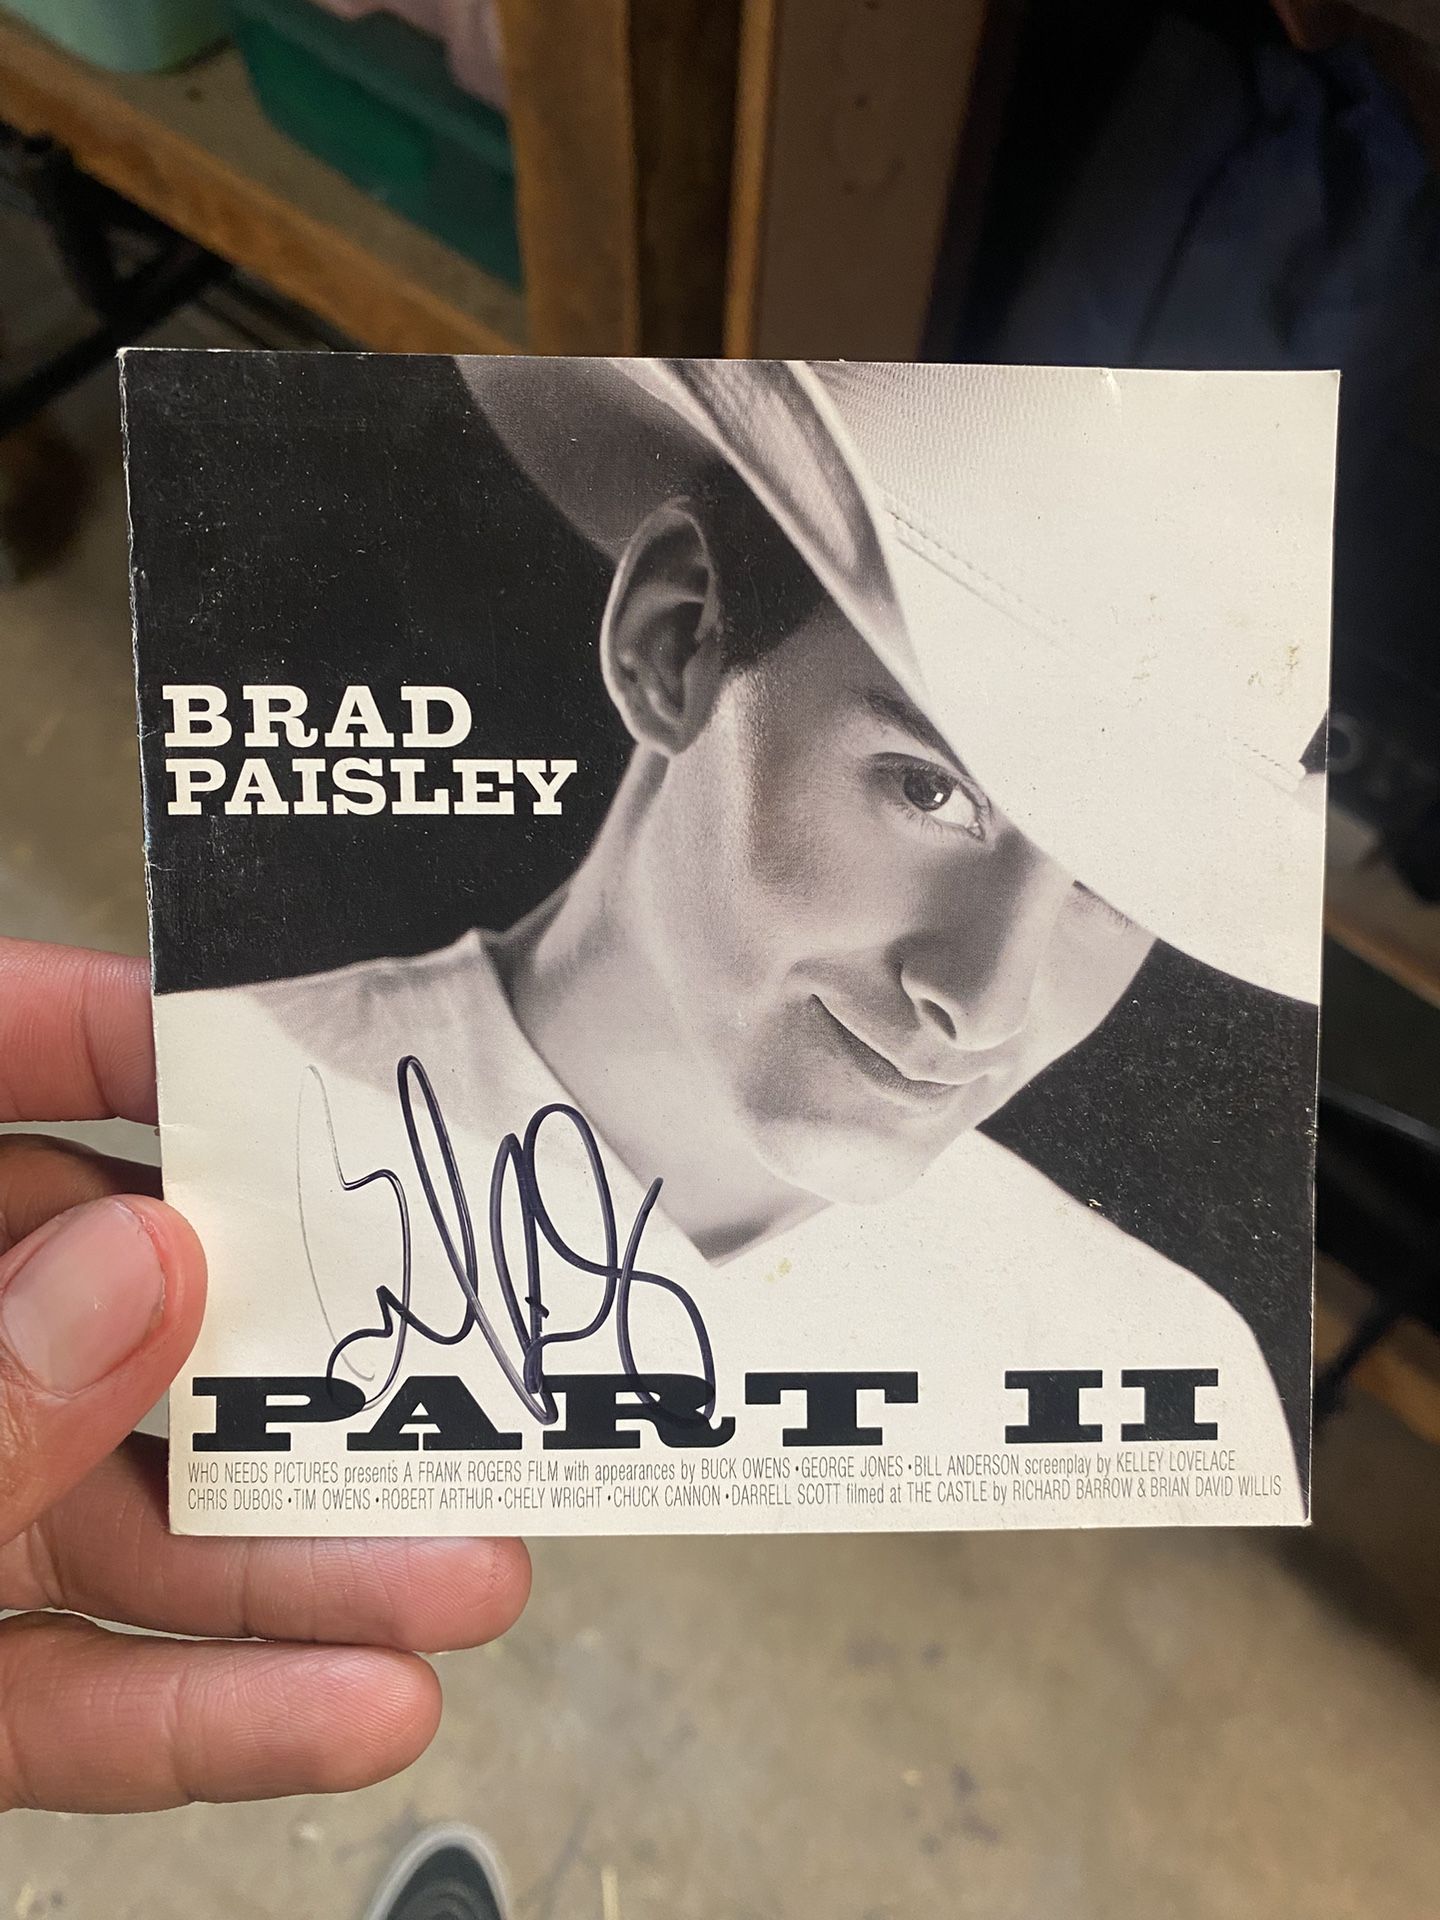 BRAD
PAISLEY
PART II
WHO NEEDS PICTURES presents A FRANK ROGERS FILM with appearances by BUCK OWENS • GEORGE JONES • BILL ANDERSON screenplay by KELLEY LOVELACE
CHRIS DUBOIS • TIM OWENS • ROBERT ARTHUR • CHELY WRIGHT • CHUCK CANNON • DARRELL SCOTT filmed at THE CASTLE by RICHARD BARROW & BRIAN DAVID WILLIS